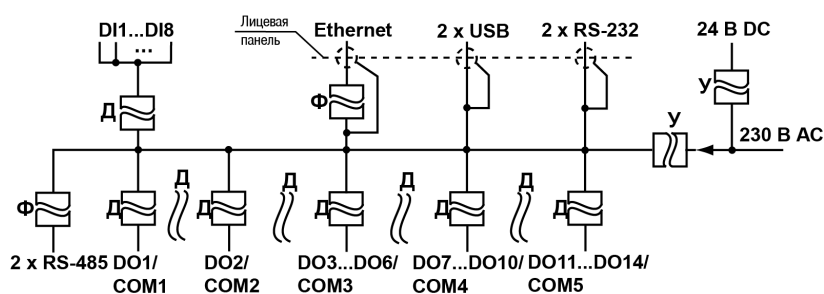 Лицевая
панель
DI1...DI8
...
Ethernet
2 x USB
2 x RS-232
24 В DC
Д
Ф
У
У
230 В AC
Д
Д
Д
Д
Ф
Д
Д
Д
Д
Д
2 x RS-485
DO1/
COM1
DO2/
COM2
DO3...DO6/
COM3
DO7...DO10/
COM4
DO11...DO14/
COM5